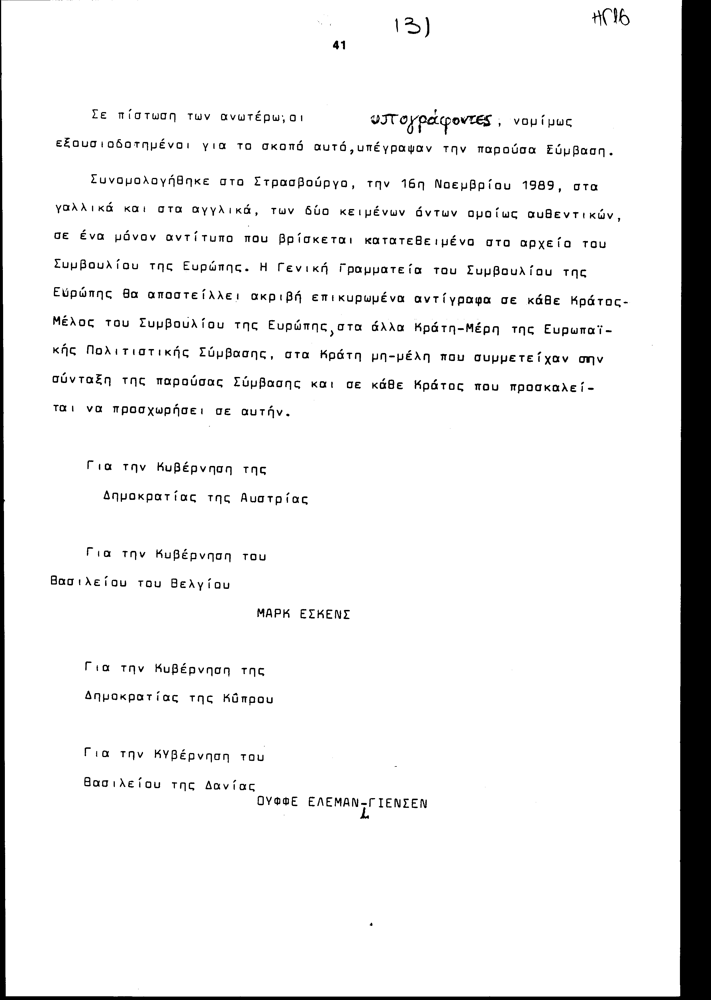 13)
41
Σε πίστωση των ανωτέρω, οι υπογράφοντες, νομίμως
εξουσιοδοτημένοι για το σκοπό αυτό,υπέγραψαν την παρούσα Σύμβαση.
Συνομολογήθηκε στο Στρασβούργο, την 16η Νοεμβρίου 1989, στα
γαλλικά και στα αγγλικά, των δύο κειμένων όντων ομοίως αυθεντικών,
σε ένα μόνον αντίτυπο που βρίσκεται κατατεθειμένο στο αρχείο του
Συμβουλίου της Ευρώπης. Η Γενική Γραμματεία του Συμβουλίου της
Ευρώπης θα αποστείλλει ακριβή επικυρωμένα αντίγραφα σε κάθε Κράτος-
Μέλος του Συμβουλίου της Ευρώπης,στα άλλα Κράτη-Μέρη της Ευρωπαϊ-
κής Πολιτιστικής Σύμβασης, στα Κράτη μη-μέλη που συμμετείχαν στην
σύνταξη της παρούσας Σύμβασης και σε κάθε Κράτος που προσκαλεί-
ται να προσχωρήσει σε αυτήν.
Για την Κυβέρνηση της
Δημοκρατίας της Αυστρίας
Για την Κυβέρνηση του
Βασιλείου του Βελγίου
ΜΑΡΚ ΕΣΚΕΝΣ
Για την Κυβέρνηση της
Δημοκρατίας της Κύπρου
Για την ΚΥβέρνηση του
Βασιλείου της Δανίας
ΟΥΦΦΕ ΕΛΕΜΑΝ-ΓΙΕΝΣΕΝ